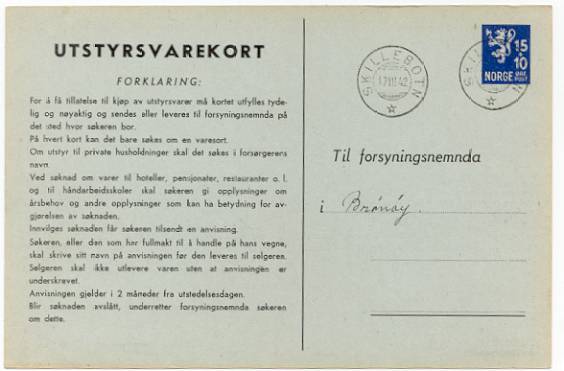 UTSTYRSVAREKORT
FORKLARING:
For å få tillatelse til kjøp av utstyrsvarer må kortet utfylles tyde-
lig og nøyaktig og sendes eller leveres til forsyningsnemnda på
det sted hvor søkeren bor.
På hvert kort kan det bare søkes om en varesort.
Om utstyr til private husholdninger skal det søkes i forsørgerens
navn.
Ved søknad om varer til hoteller, pensjonater, restauranter o. l.
og til håndarbeidsskoler skal søkeren gi opplysninger om
årsbehov og andre opplysninger som kan ha betydning for av-
gjørelsen av søknaden.
Innvilges søknaden får søkeren tilsendt en anvisning.
Søkeren, eller den som har fullmakt til å handle på hans vegne,
skal skrive sitt navn på anvisningen før den leveres til selgeren.
Selgeren skal ikke utlevere varen uten at anvisningen er
underskrevet.
Anvisningen gjelder i 2 måneder fra utstedelsesdagen.
Blir søknaden avslått, underretter forsyningsnemnda søkeren
om dette.
SKILLEBOTN
17 III 42
SKILLEBOTN
15
+10
NORGE
ØRE
Til forsyningsnemnda
i Brønøy.